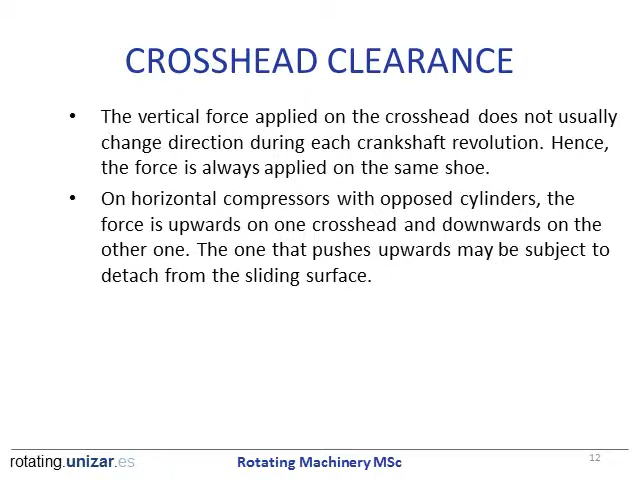 CROSSHEAD CLEARANCE
• The vertical force applied on the crosshead does not usually
change direction during each crankshaft revolution. Hence,
the force is always applied on the same shoe.
• On horizontal compressors with opposed cylinders, the
force is upwards on one crosshead and downwards on the
other one. The one that pushes upwards may be subject to
detach from the sliding surface.
rotating.unizar.es
Rotating Machinery MSc
12